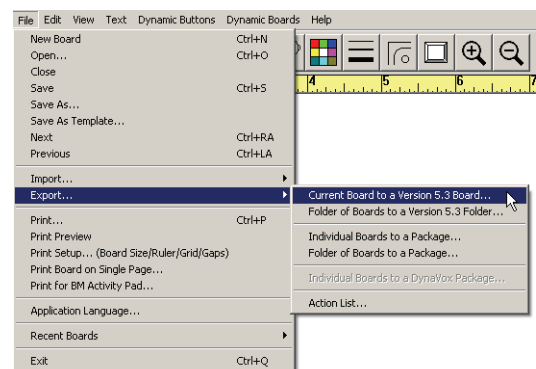 File Edit View Text Dynamic Buttons Dynamic Boards Help
New Board Ctrl+N
Open... Ctrl+O
Close
Save Ctrl+S
Save As...
Save As Template...
Next Ctrl+RA
Previous Ctrl+LA
Import...
Export...
Print... Ctrl+P
Print Preview
Print Setup... (Board Size/Ruler/Grid/Gaps)
Print Board on Single Page...
Print for BM Activity Pad...
Application Language...
Recent Boards
Exit Ctrl+Q
4 5 6 7
Current Board to a Version 5.3 Board...
Folder of Boards to a Version 5.3 Folder...
Individual Boards to a Package...
Folder of Boards to a Package...
Individual Boards to a DynaVox Package...
Action List...